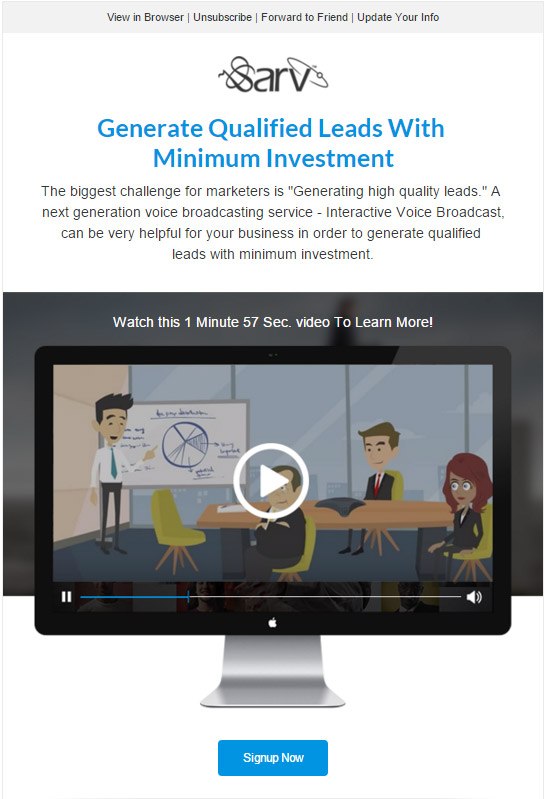 View in Browser | Unsubscribe | Forward to Friend | Update Your Info
Sarv
Generate Qualified Leads With
Minimum Investment
The biggest challenge for marketers is "Generating high quality leads." A
next generation voice broadcasting service - Interactive Voice Broadcast,
can be very helpful for your business in order to generate qualified
leads with minimum investment.
Watch this 1 Minute 57 Sec. video To Learn More!
Signup Now